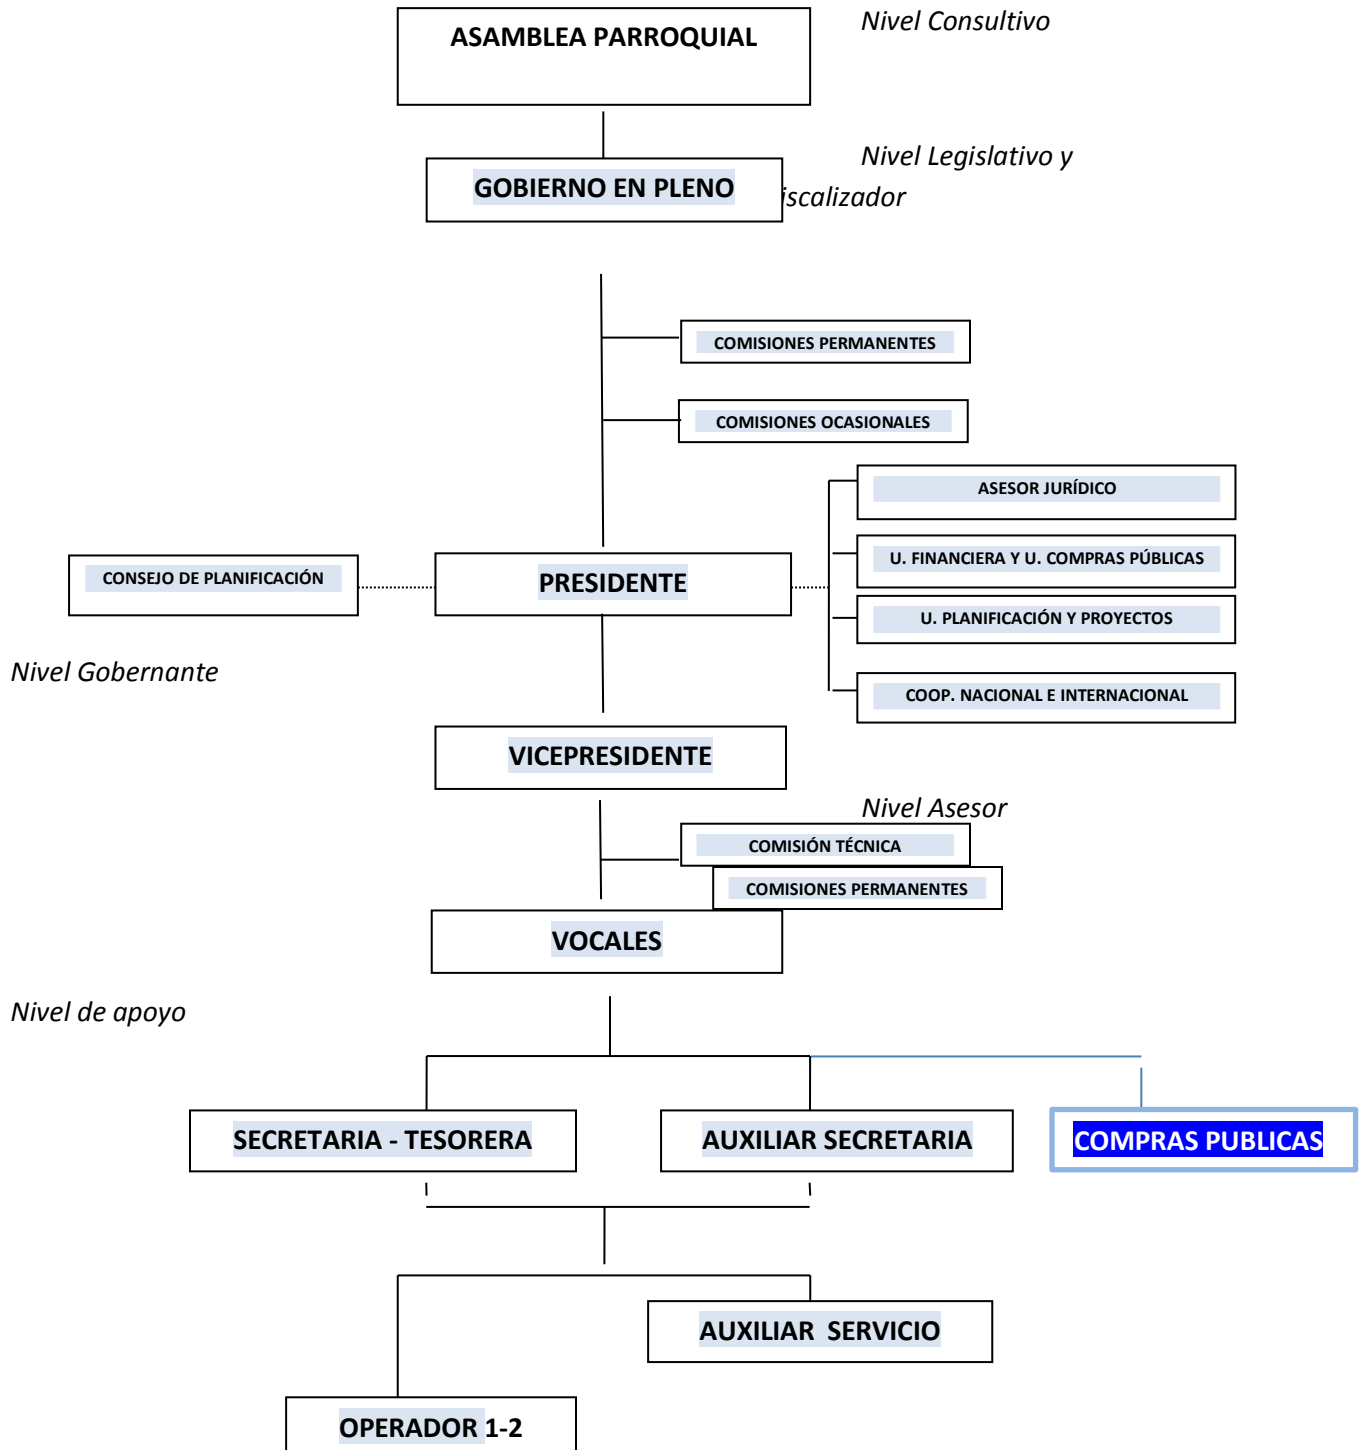 ASAMBLEA PARROQUIAL
Nivel Consultivo
Nivel Legislativo y
GOBIERNO EN PLENO
iscalizador
COMISIONES PERMANENTES
COMISIONES OCASIONALES
ASESOR JURÍDICO
U. FINANCIERA Y U. COMPRAS PÚBLICAS
CONSEJO DE PLANIFICACIÓN
PRESIDENTE
U. PLANIFICACIÓN Y PROYECTOS
Nivel Gobernante
COOP. NACIONAL E INTERNACIONAL
VICEPRESIDENTE
Nivel Asesor
COMISIÓN TÉCNICA
COMISIONES PERMANENTES
VOCALES
Nivel de apoyo
SECRETARIA - TESORERA
AUXILIAR SECRETARIA
COMPRAS PUBLICAS
AUXILIAR  SERVICIO
OPERADOR 1-2